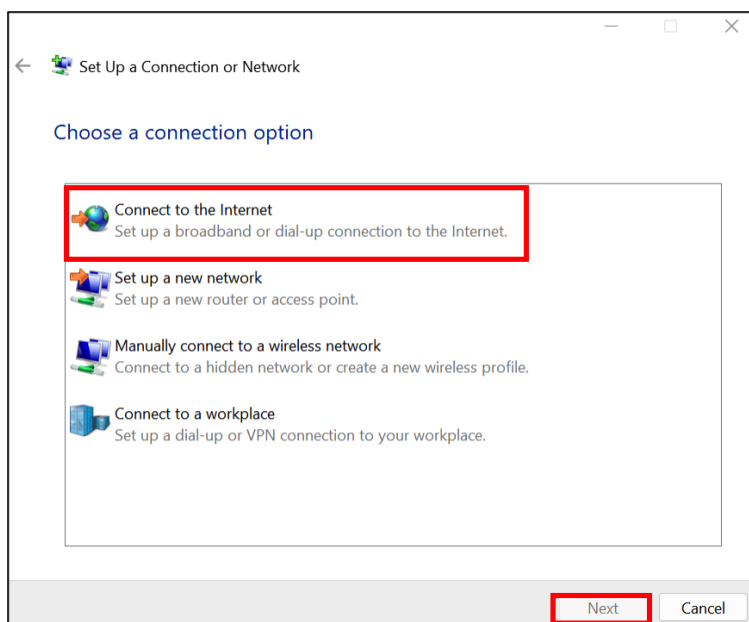 Set Up a Connection or Network
Choose a connection option
Connect to the Internet
Set up a broadband or dial-up connection to the Internet.
Set up a new network
Set up a new router or access point.
Manually connect to a wireless network
Connect to a hidden network or create a new wireless profile.
Connect to a workplace
Set up a dial-up or VPN connection to your workplace.
Next Cancel